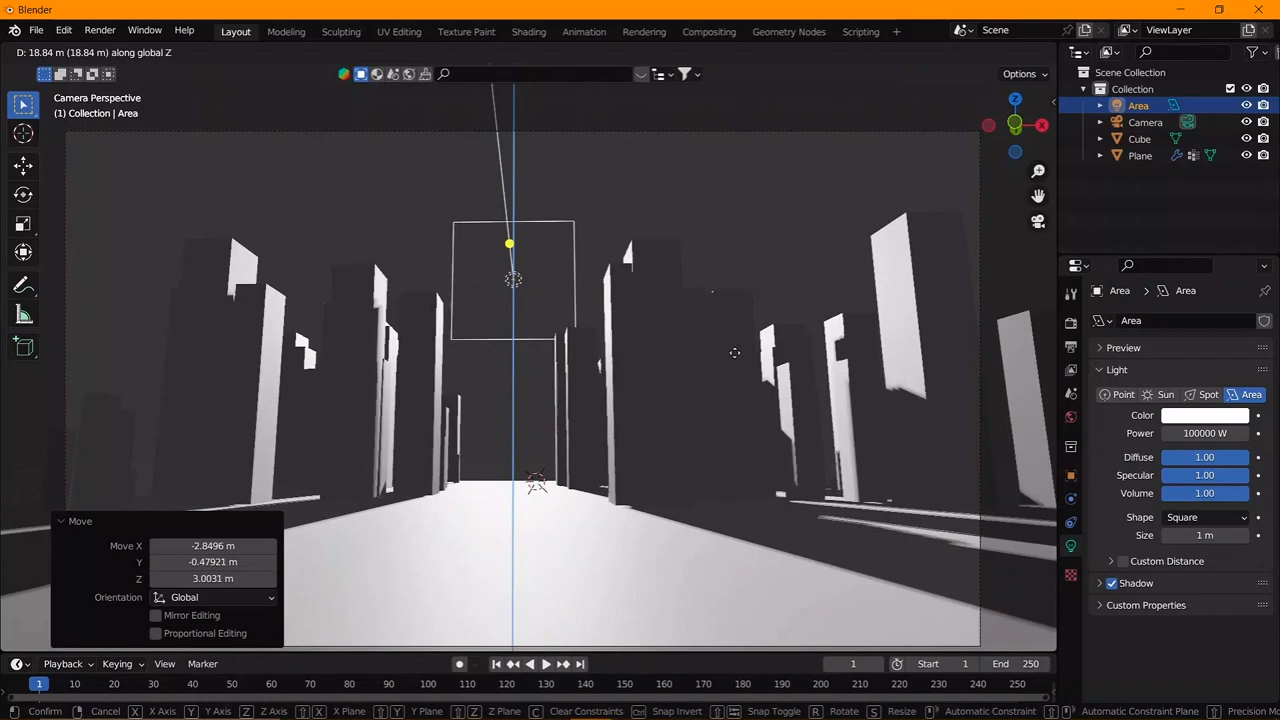 Blender
File Edit Render Window Help Layout Modeling Sculpting UV Editing Texture Paint Shading Animation Rendering Compositing Geometry Nodes Scripting + Scene ViewLayer
D: 18.84 m (18.84 m) along global Z
Options
Camera Perspective
(1) Collection | Area
Z
X
Scene Collection
Collection
Area
Camera
Cube
Plane
Area Area
Area
Preview
Light
Point Sun Spot Area
Color
Power 100000 W
Diffuse 1.00
Specular 1.00
Volume 1.00
Shape Square
Size 1 m
Custom Distance
Shadow
Custom Properties
Move
Move X -2.8496 m
Y -0.47921 m
Z 3.0031 m
Orientation Global
Mirror Editing
Proportional Editing
Playback Keying View Marker 1 Start 1 End 250
1 10 20 30 40 50 60 70 80 90 100 110 120 130 140 150 160 170 180 190 200 210 220 230 240 250
Confirm Cancel X X Axis Y Y Axis Z Z Axis X Plane Y Plane Z Plane C Clear Constraints Snap Invert Snap Toggle R Rotate S Resize Automatic Constraint Automatic Constraint Plane Precision Mo